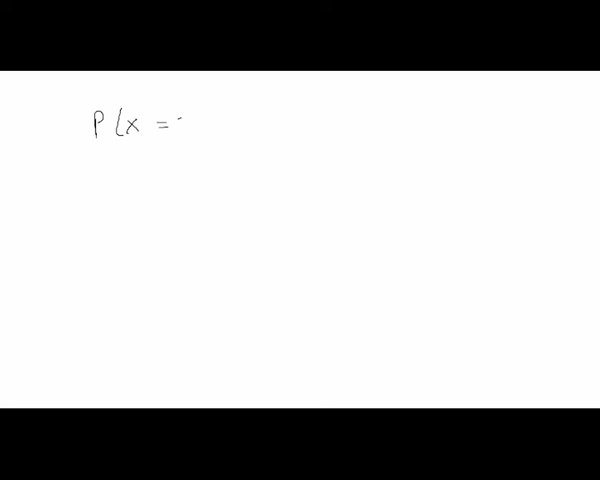 P(x =